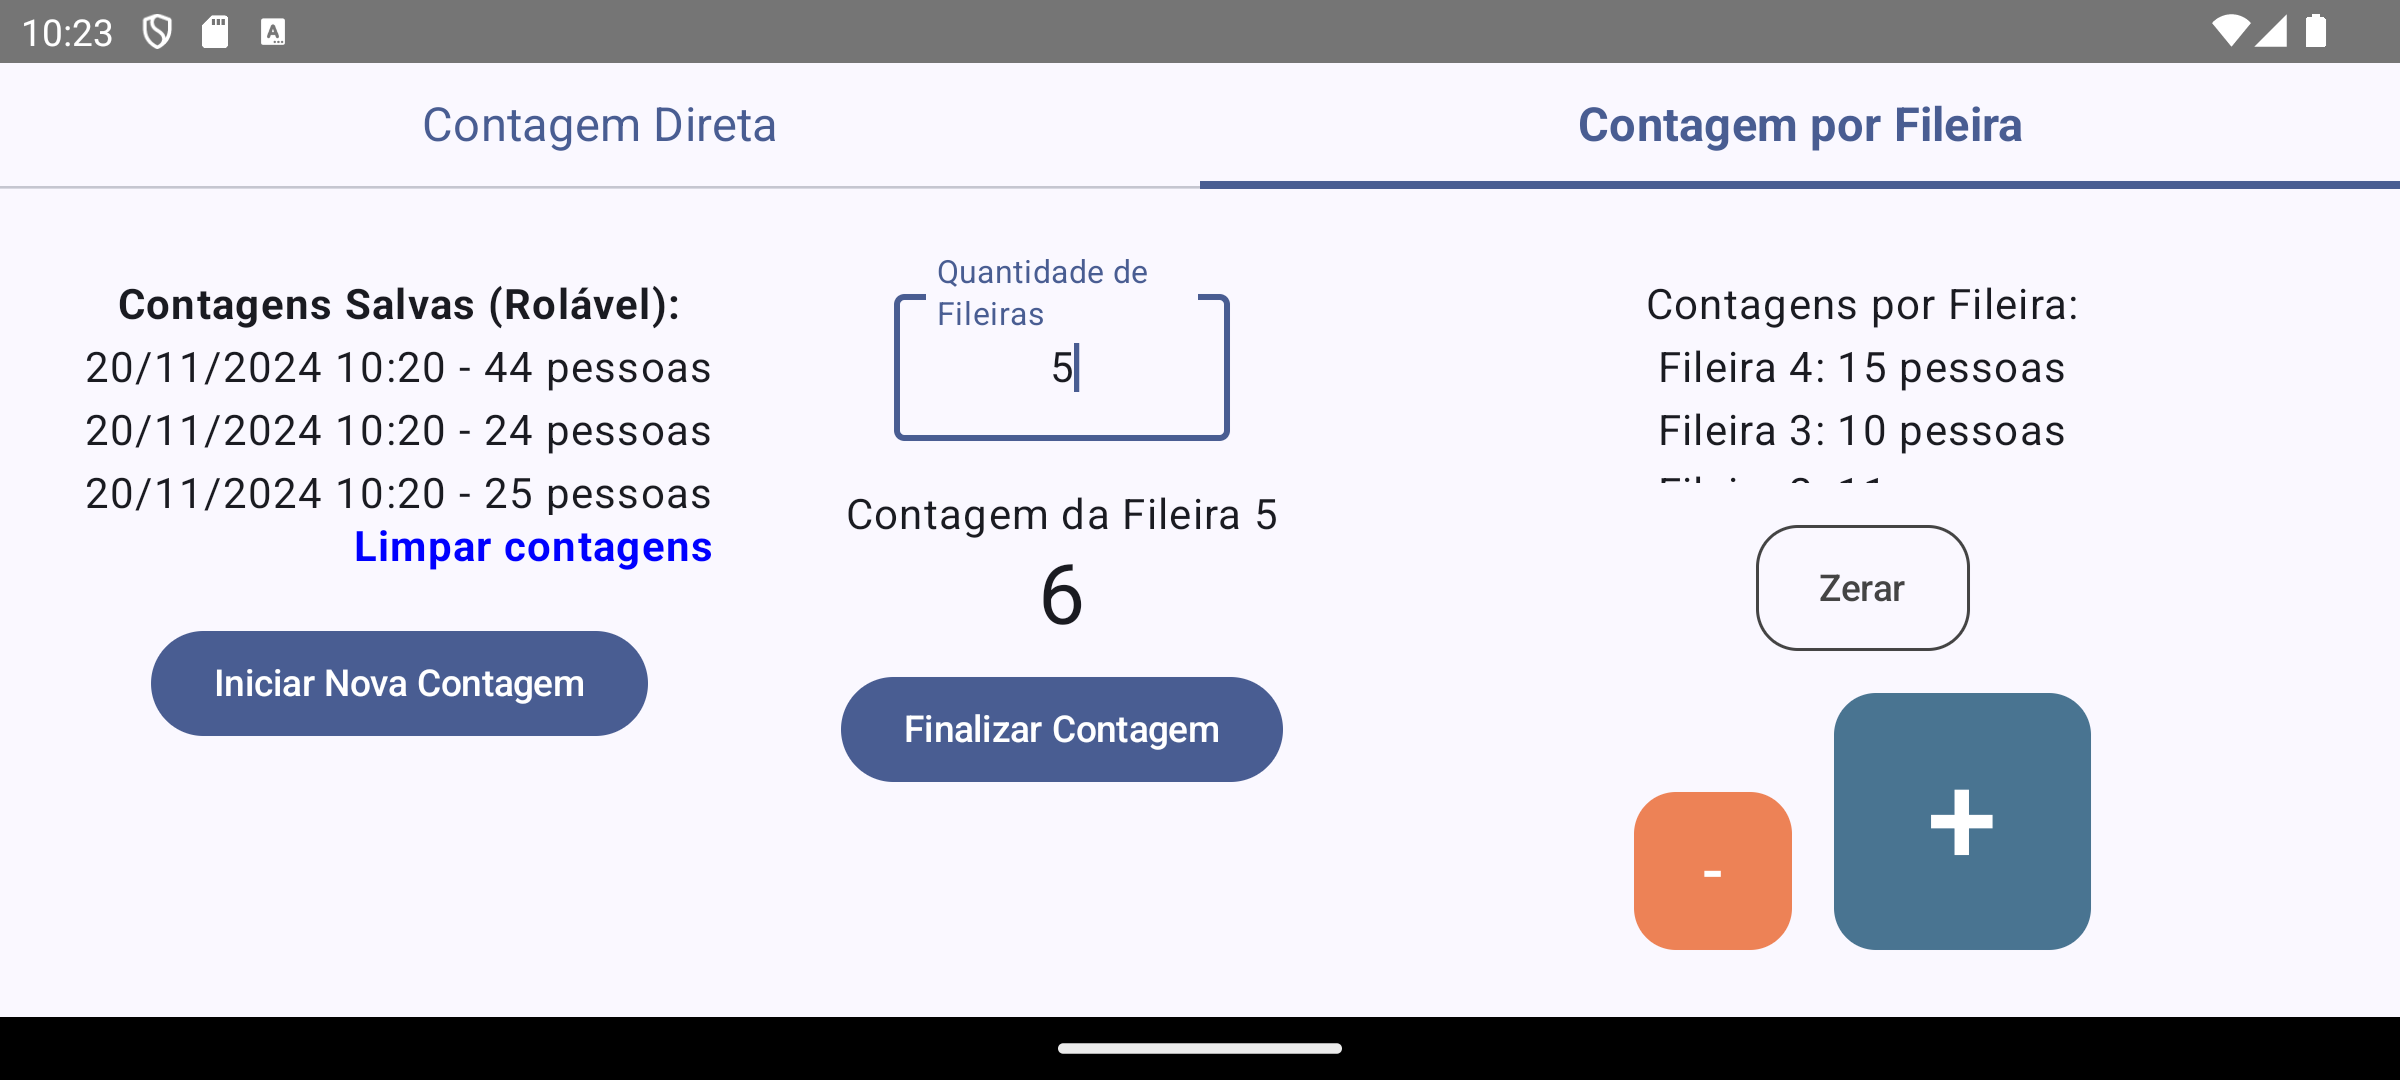 10:23
Contagem Direta
Contagem por Fileira
Contagens Salvas (Rolável):
20/11/2024 10:20 - 44 pessoas
20/11/2024 10:20 - 24 pessoas
20/11/2024 10:20 - 25 pessoas
Limpar contagens
Iniciar Nova Contagem
Quantidade de
Fileiras
5
Contagem da Fileira 5
6
Finalizar Contagem
Contagens por Fileira:
Fileira 4: 15 pessoas
Fileira 3: 10 pessoas
Zerar
-
+